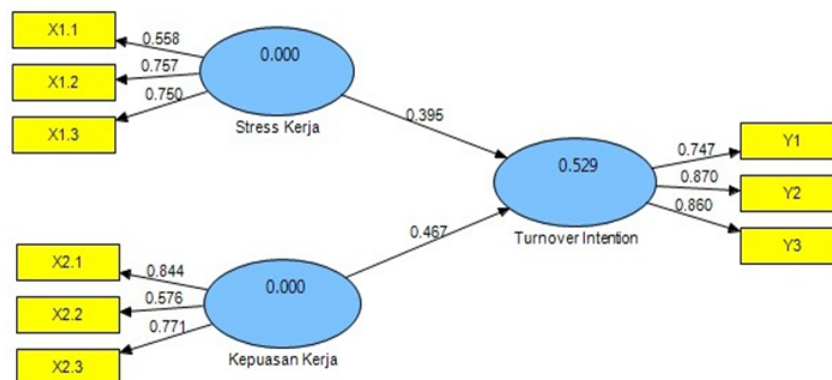 X1.1
0.558
X1.2
0.757
X1.3
0.750
0.000
Stress Kerja
0.395
X2.1
0.844
X2.2
0.576
X2.3
0.771
0.000
Kepuasan Kerja
0.467
0.529
Turnover Intention
0.747
Y1
0.870
Y2
0.860
Y3